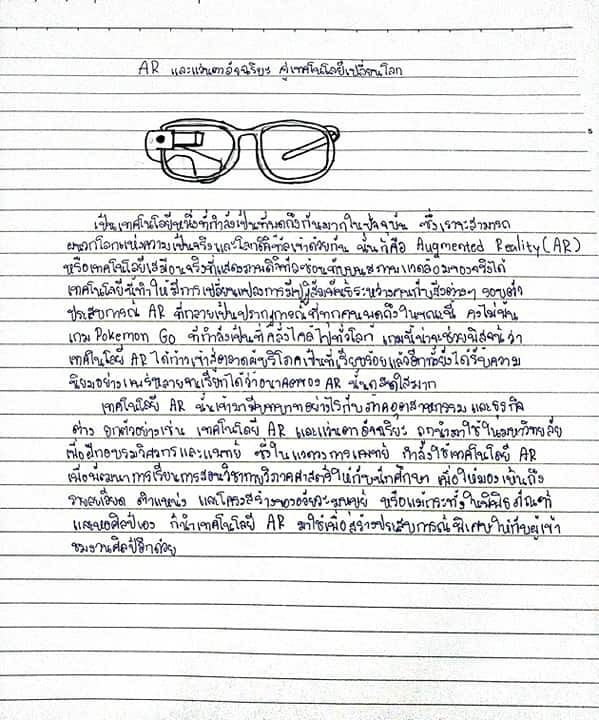 AR และแว่นตาอัจฉริยะ สู่เทคโนโลยีเปลี่ยนโลก
เป็นเทคโนโลยีหนึ่งที่กำลังเป็นที่พูดถึงกันมากในปัจจุบัน ซึ่งเราจะสามารถ
ผนวกโลกแห่งความเป็นจริงและโลกดิจิทัลเข้าด้วยกัน นั่นก็คือ Augmented Reality (AR)
หรือเทคโนโลยีเสมือนจริงที่แสดงภาพดิจิทัลซ้อนทับบนสภาพแวดล้อมของจริงได้
เทคโนโลยีนี้ทำให้มีการเปลี่ยนแปลงการมีปฏิสัมพันธ์ระหว่างคนกับสิ่งต่างๆ รอบตัว
ประสบการณ์ AR ที่กลายเป็นปรากฏการณ์ที่ทุกคนพูดถึงในขณะนี้ คงไม่พ้น
เกม Pokemon Go ที่กำลังเป็นที่คลั่งไคล้ไปทั่วโลก เกมนี้น่าจะช่วยพิสูจน์ว่า
เทคโนโลยี AR ได้ก้าวเข้าสู่ตลาดผู้บริโภคเป็นที่เรียบร้อยแล้วอีกทั้งยังได้รับความ
นิยมอย่างแพร่หลายจนเรียกได้ว่าอนาคตของ AR นั้นสดใสมาก
เทคโนโลยี AR นั้นเข้ามามีบทบาทอย่างไรกับภาคอุตสาหกรรมและธุรกิจ
ต่าง ยกตัวอย่างเช่น เทคโนโลยี AR และแว่นตาอัจฉริยะ ถูกนำมาใช้ในมหาวิทยาลัย
เพื่อฝึกอบรมวิศวกรและแพทย์ ซึ่งในแวดวงการแพทย์ กำลังใช้เทคโนโลยี AR
เพื่อพัฒนาการเรียนการสอนวิชากายวิภาคศาสตร์ให้กับนักศึกษา เพื่อให้มองเห็นถึง
รายละเอียด ตำแหน่ง และโครงสร้างของอวัยวะมนุษย์ หรือแม้กระทั่งในพิพิธภัณฑ์
และหอศิลป์เอง ก็นำเทคโนโลยี AR มาใช้เพื่อสร้างประสบการณ์พิเศษให้กับผู้เข้า
ชมงานศิลป์อีกด้วย